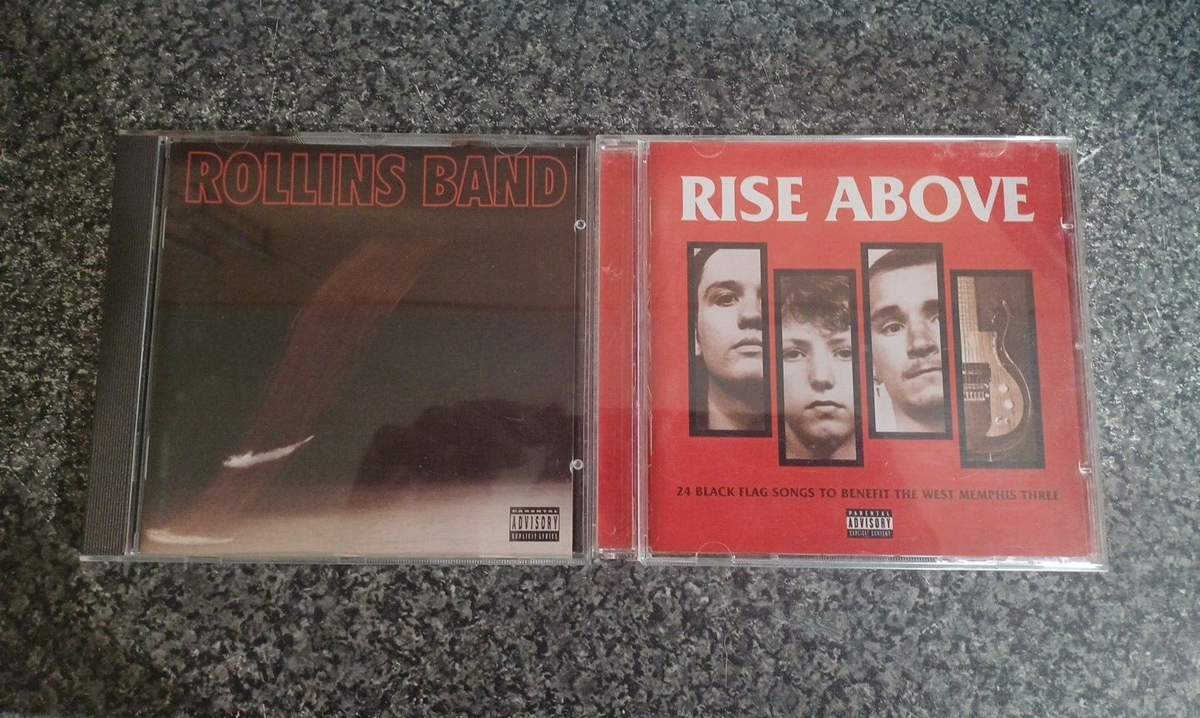 ROLLINS BAND
PARENTAL
ADVISORY
EXPLICIT LYRICS
RISE ABOVE
24 BLACK FLAG SONGS TO BENEFIT THE WEST MEMPHIS THREE
PARENTAL
ADVISORY
EXPLICIT CONTENT